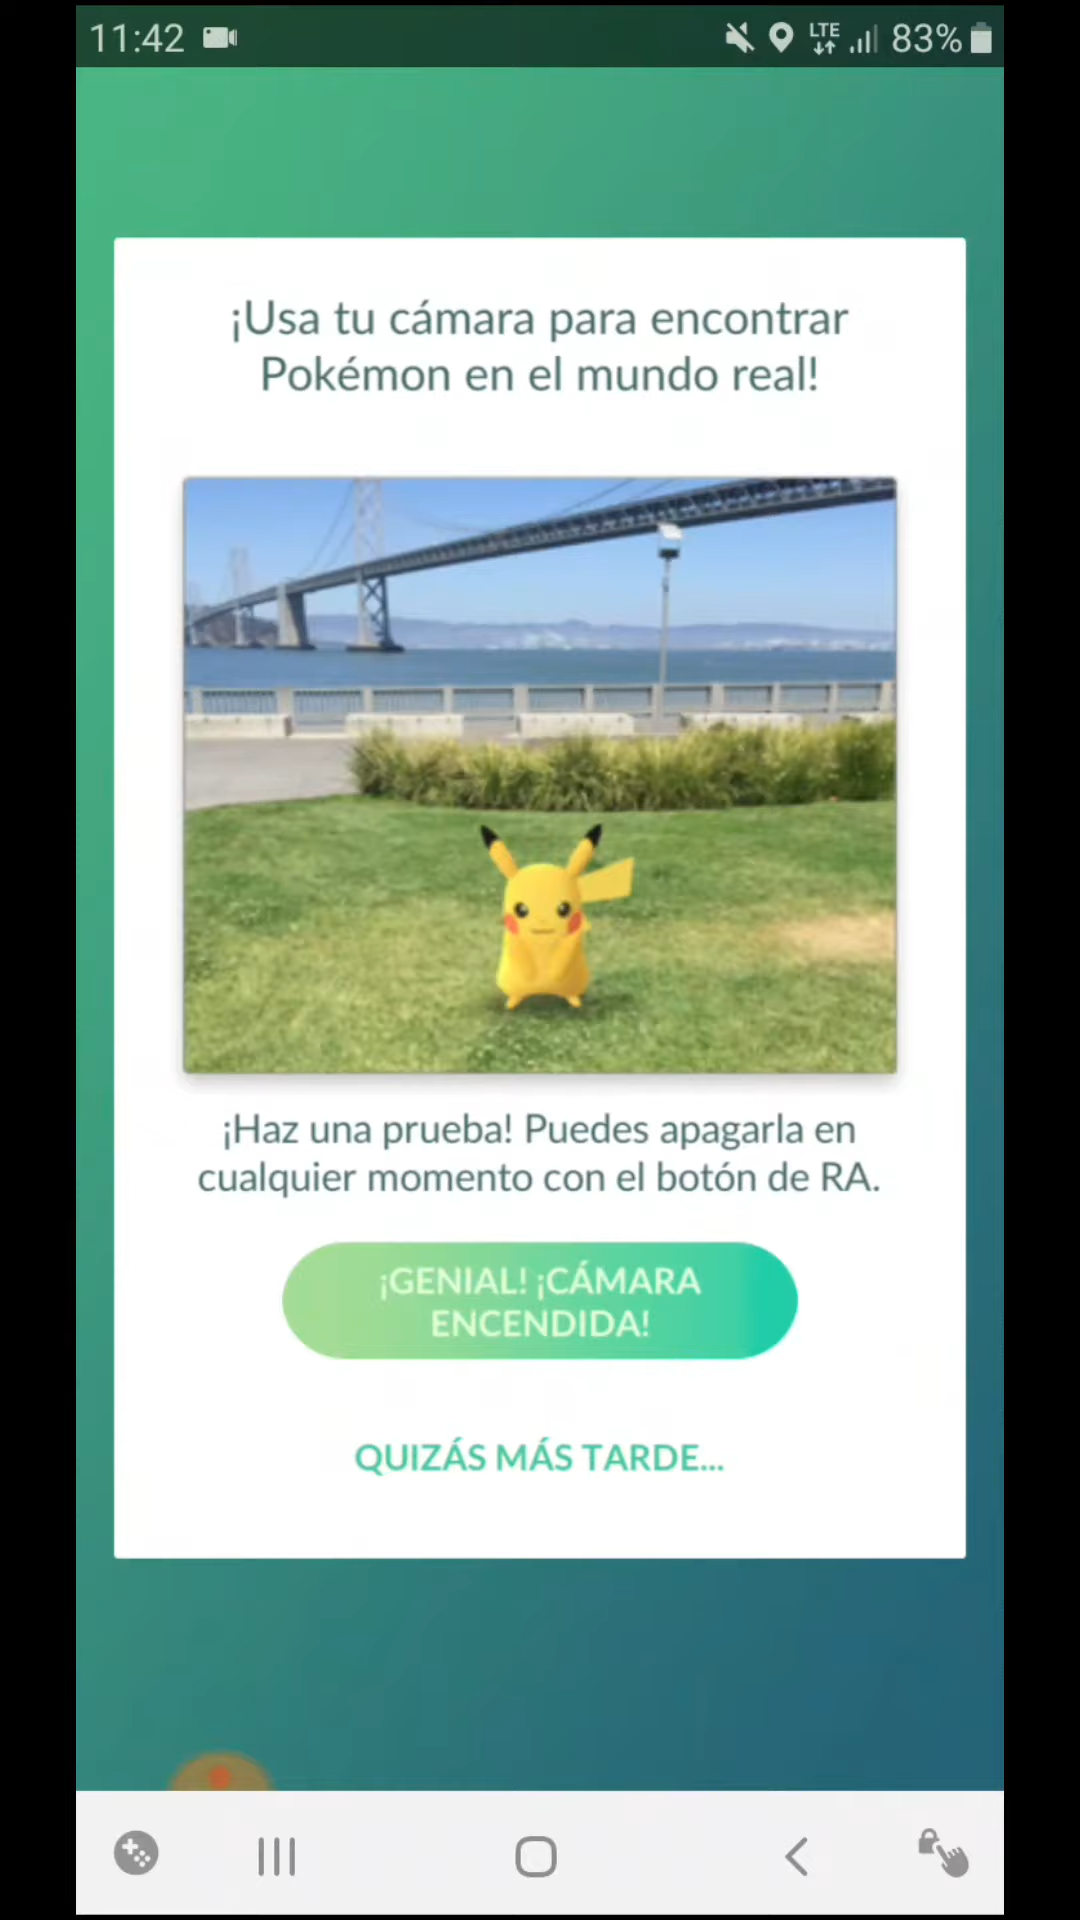 11:42 LTE 83%
¡Usa tu cámara para encontrar
Pokémon en el mundo real!
¡Haz una prueba! Puedes apagarla en
cualquier momento con el botón de RA.
¡GENIAL! ¡CÁMARA
ENCENDIDA!
QUIZÁS MÁS TARDE...